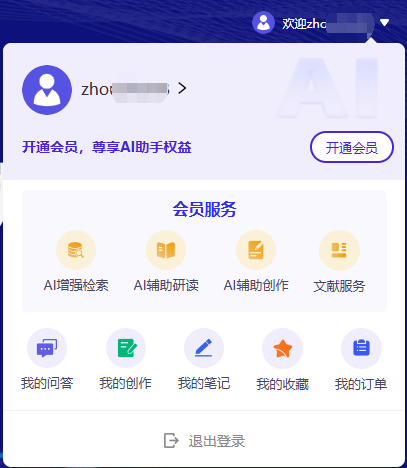 欢迎zho
zho
AI
开通会员，尊享AI助手权益
开通会员
会员服务
AI增强检索 AI辅助研读 AI辅助创作 文献服务
我的问答 我的创作 我的笔记 我的收藏 我的订单
退出登录